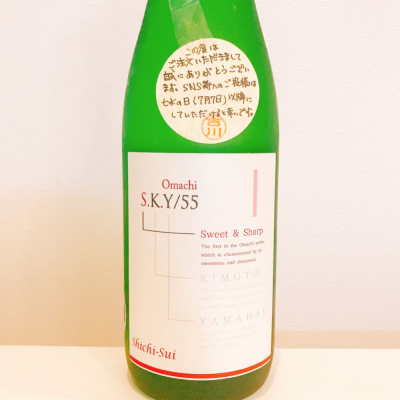 この度は
ご注文いただきまして
誠にありがとうござい
ます。SNS等へのご投稿は
七水の日(7月7日)以降に
していただけると幸いです。
Omachi
S.K.Y/55
Sweet & Sharp
The first in the Omachi series,
which is characterized by its
sweetness and sharpness.
KIMOTO
YAMAHAI
Shichi-Sui